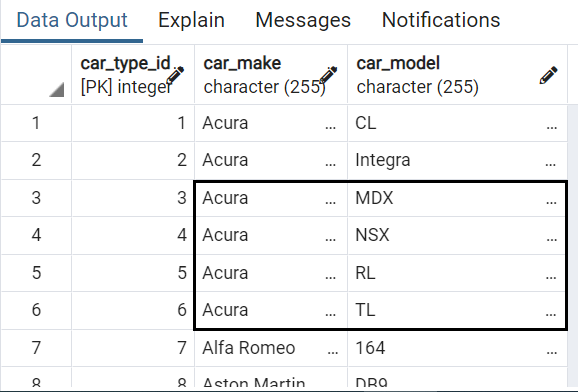 Data Output Explain Messages Notifications
car_type_id car_make car_model
[PK] integer character (255) character (255)
1 1 Acura ... CL ...
2 2 Acura ... Integra ...
3 3 Acura ... MDX ...
4 4 Acura ... NSX ...
5 5 Acura ... RL ...
6 6 Acura ... TL ...
7 7 Alfa Romeo ... 164 ...
8 8 Aston Martin DB9